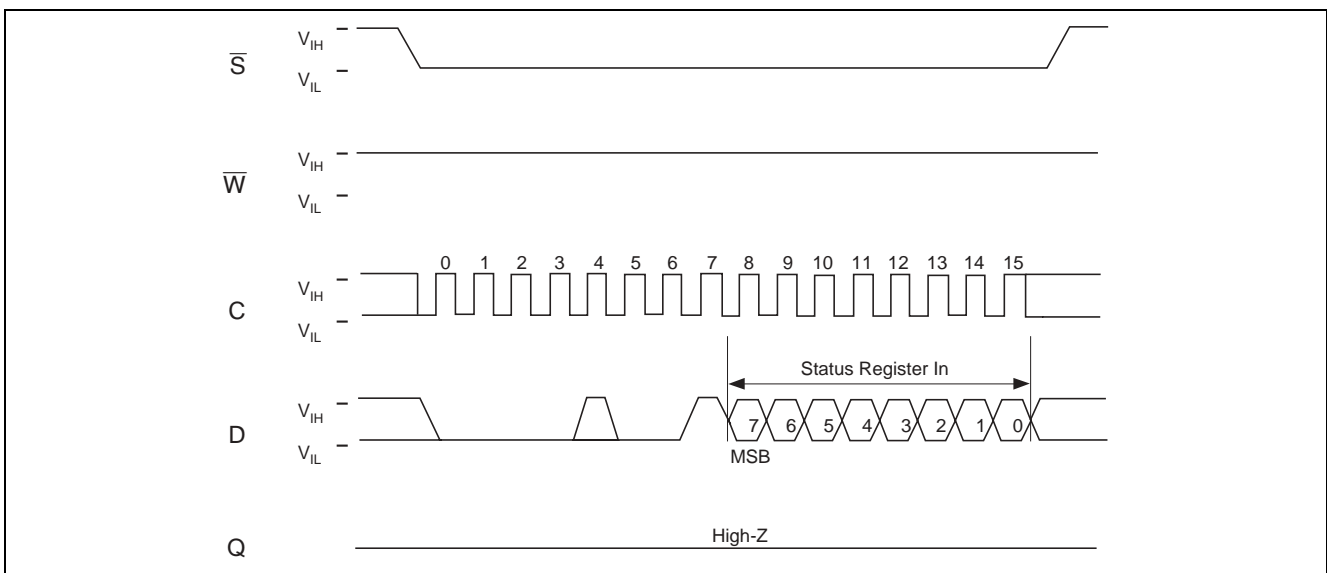 V_IH
S̅
V_IL
V_IH
W̅
V_IL
0 1 2 3 4 5 6 7 8 9 10 11 12 13 14 15
V_IH
C
V_IL
Status Register In
V_IH
D
7 6 5 4 3 2 1 0
V_IL
MSB
High-Z
Q